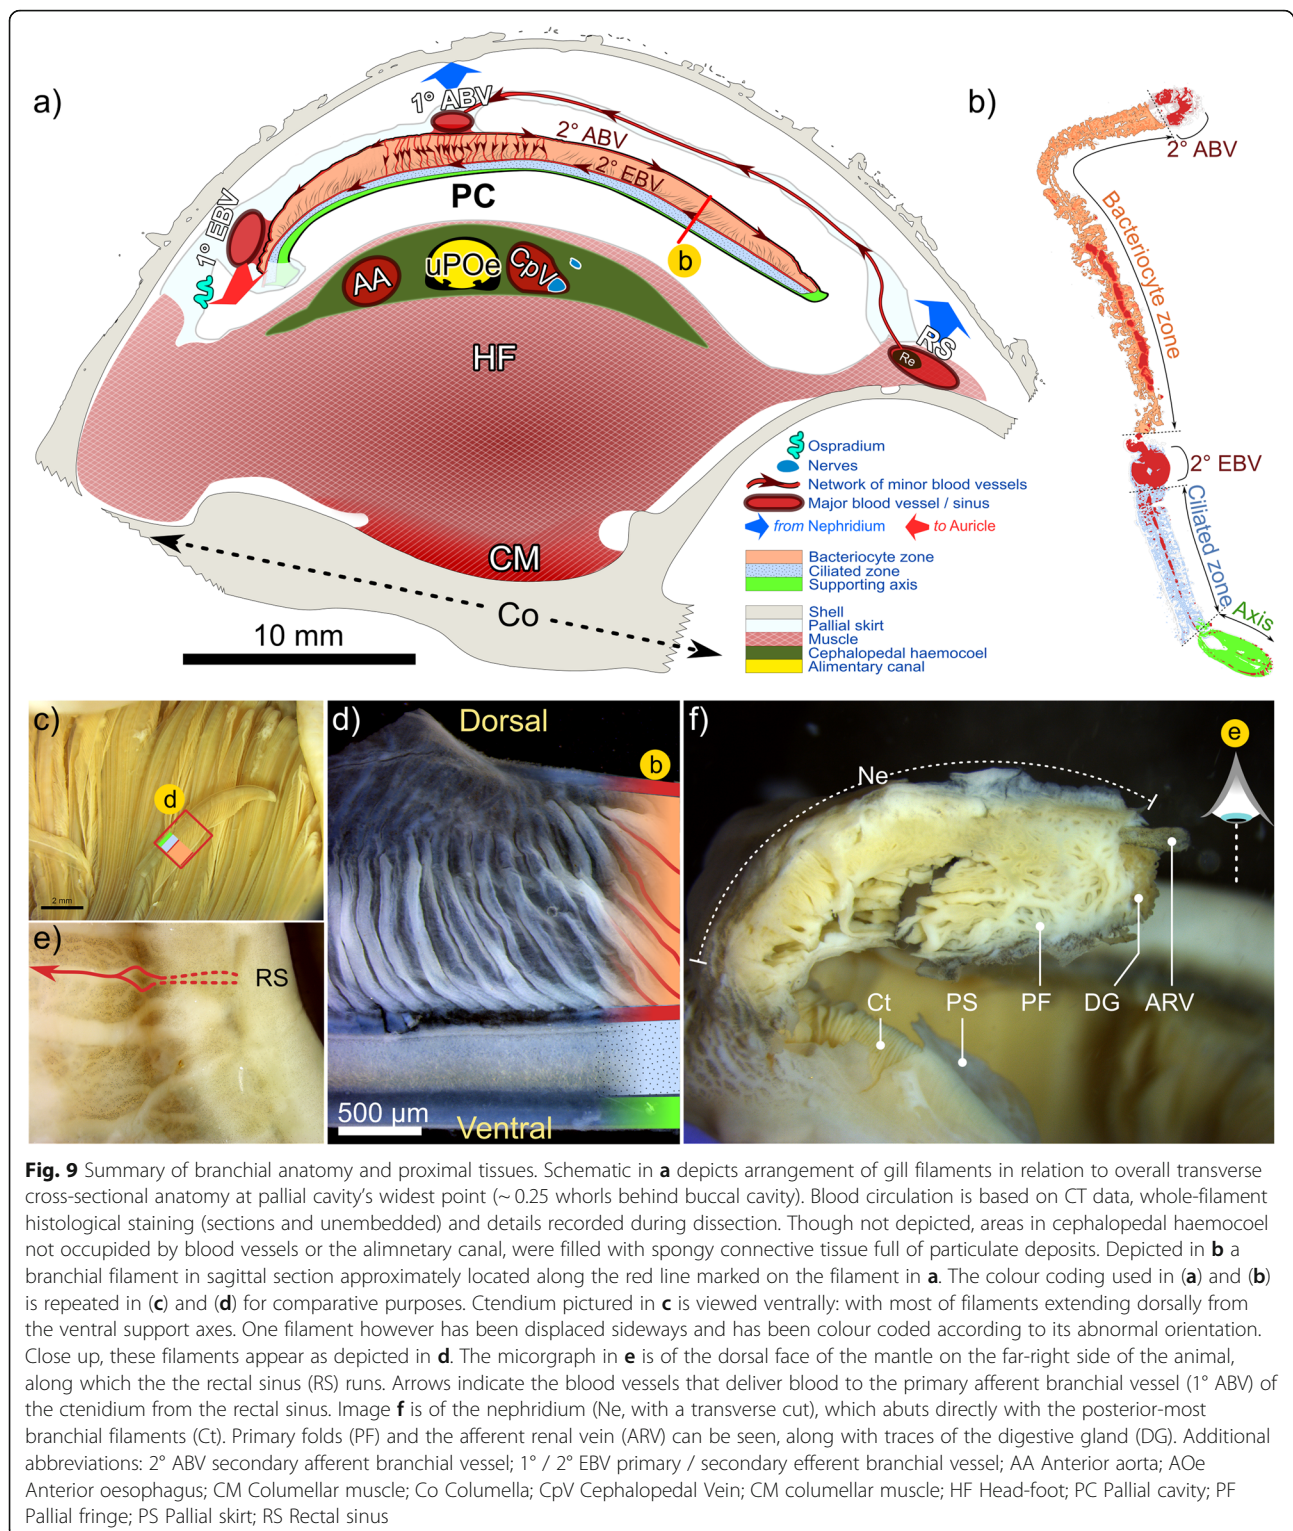 a)
1° ABV
2° ABV
2° EBV
1° EBV
PC
b
AA
uPOe
CpV
HF
RS
Re
CM
Co
10 mm
Ospradium
Nerves
Network of minor blood vessels
Major blood vessel / sinus
from Nephridium
to Auricle
Bacteriocyte zone
Ciliated zone
Supporting axis
Shell
Pallial skirt
Muscle
Cephalopedal haemocoel
Alimentary canal
b)
2° ABV
Bacteriocyte zone
2° EBV
Ciliated zone
Axis
c)
d
2 mm
d)
Dorsal
b
500 µm
Ventral
e)
RS
f)
e
Ne
Ct
PS
PF
DG
ARV
Fig. 9 Summary of branchial anatomy and proximal tissues. Schematic in a depicts arrangement of gill filaments in relation to overall transverse
cross-sectional anatomy at pallial cavity's widest point (~ 0.25 whorls behind buccal cavity). Blood circulation is based on CT data, whole-filament
histological staining (sections and unembedded) and details recorded during dissection. Though not depicted, areas in cephalopedal haemocoel
not occupided by blood vessels or the alimnetary canal, were filled with spongy connective tissue full of particulate deposits. Depicted in b a
branchial filament in sagittal section approximately located along the red line marked on the filament in a. The colour coding used in (a) and (b)
is repeated in (c) and (d) for comparative purposes. Ctendium pictured in c is viewed ventrally: with most of filaments extending dorsally from
the ventral support axes. One filament however has been displaced sideways and has been colour coded according to its abnormal orientation.
Close up, these filaments appear as depicted in d. The micorgraph in e is of the dorsal face of the mantle on the far-right side of the animal,
along which the the rectal sinus (RS) runs. Arrows indicate the blood vessels that deliver blood to the primary afferent branchial vessel (1° ABV) of
the ctenidium from the rectal sinus. Image f is of the nephridium (Ne, with a transverse cut), which abuts directly with the posterior-most
branchial filaments (Ct). Primary folds (PF) and the afferent renal vein (ARV) can be seen, along with traces of the digestive gland (DG). Additional
abbreviations: 2° ABV secondary afferent branchial vessel; 1° / 2° EBV primary / secondary efferent branchial vessel; AA Anterior aorta; AOe
Anterior oesophagus; CM Columellar muscle; Co Columella; CpV Cephalopedal Vein; CM columellar muscle; HF Head-foot; PC Pallial cavity; PF
Pallial fringe; PS Pallial skirt; RS Rectal sinus